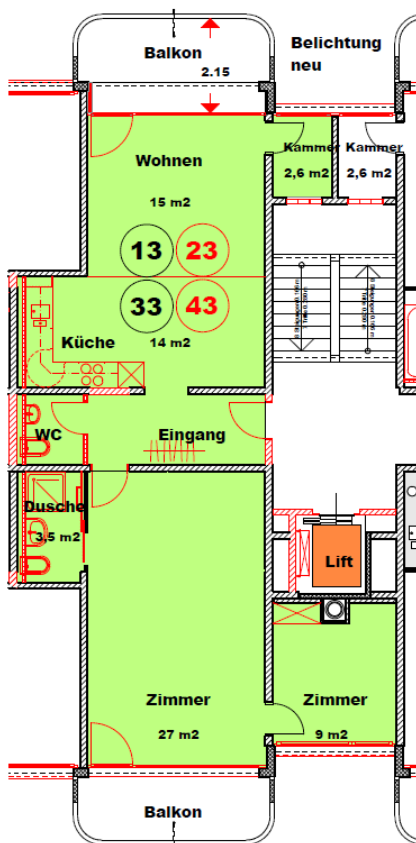 Balkon
Belichtung
neu
2.15
Wohnen
15 m2
Kammer
2,6 m2
Kammer
2,6 m2
13
23
33
43
Küche
14 m2
WC
Eingang
Dusche
3,5 m2
Lift
Zimmer
27 m2
Zimmer
9 m2
Balkon